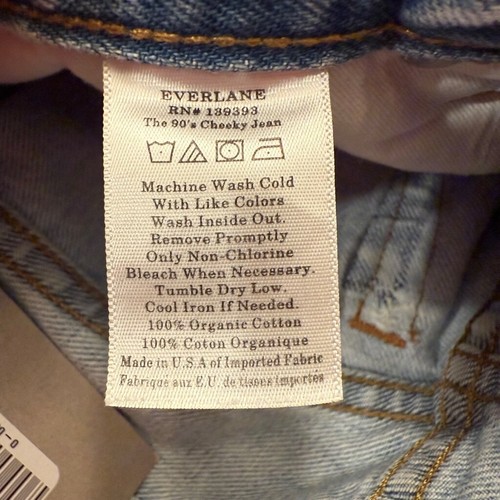 EVERLANE
RN# 139393
The 90's Cheeky Jean
Machine Wash Cold
With Like Colors
Wash Inside Out.
Remove Promptly
Only Non-Chlorine
Bleach When Necessary.
Tumble Dry Low.
Cool Iron If Needed.
100% Organic Cotton
100% Coton Organique
Made in U.S.A of Imported Fabric
Fabrique aux E.U. de tissus importés